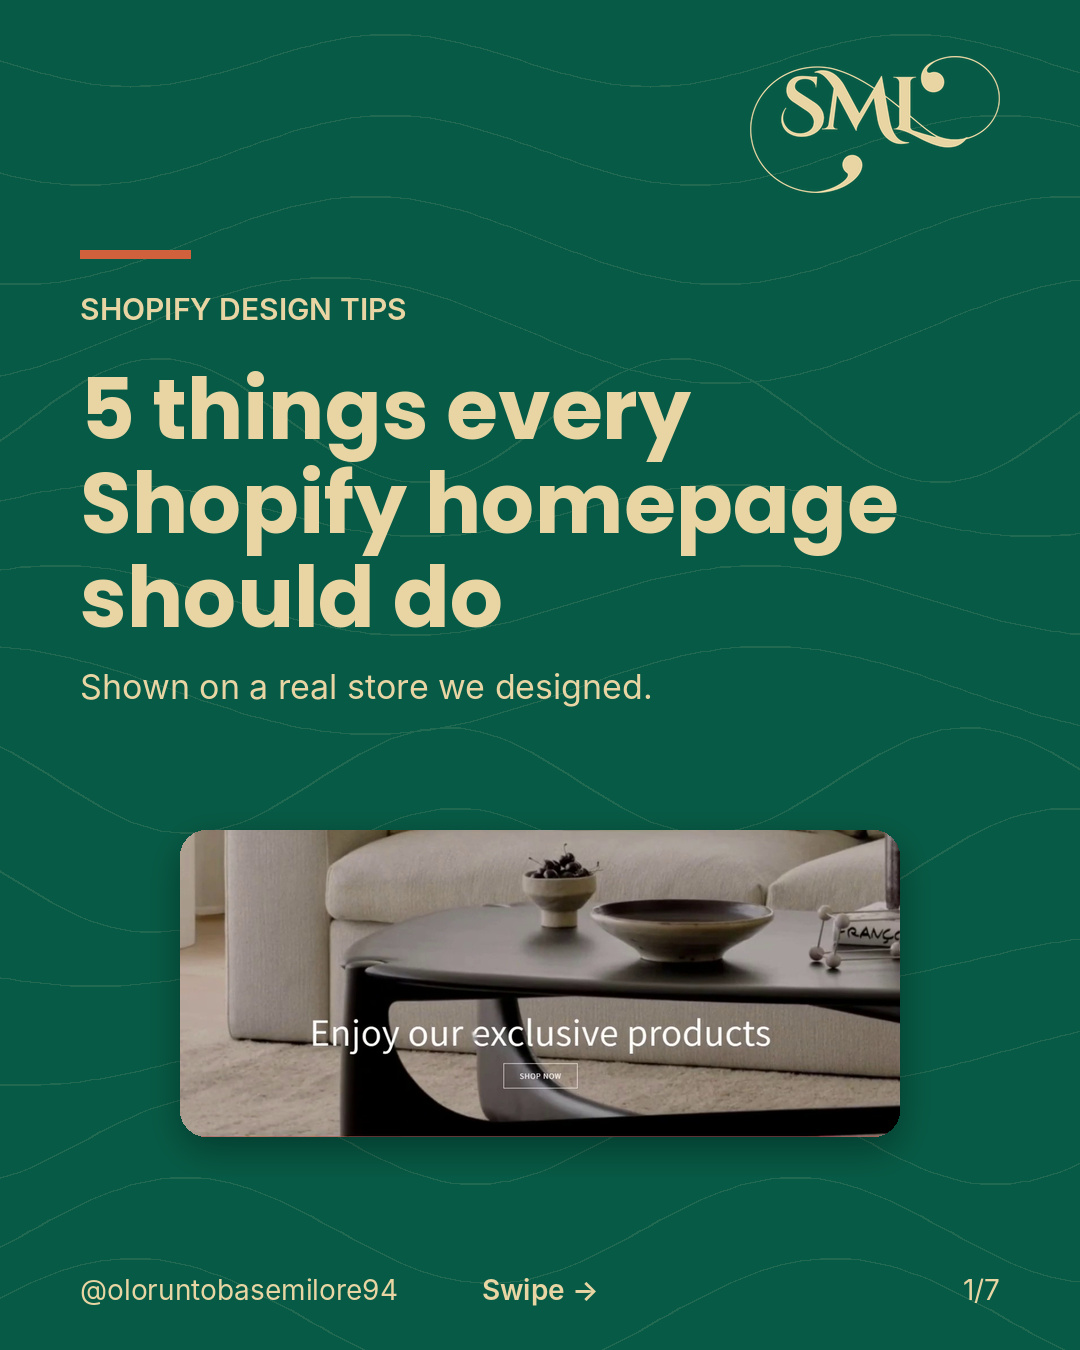 SML
SHOPIFY DESIGN TIPS
5 things every
Shopify homepage
should do
Shown on a real store we designed.
FRANÇO
Enjoy our exclusive products
SHOP NOW
@oloruntobasemilore94 Swipe → 1/7